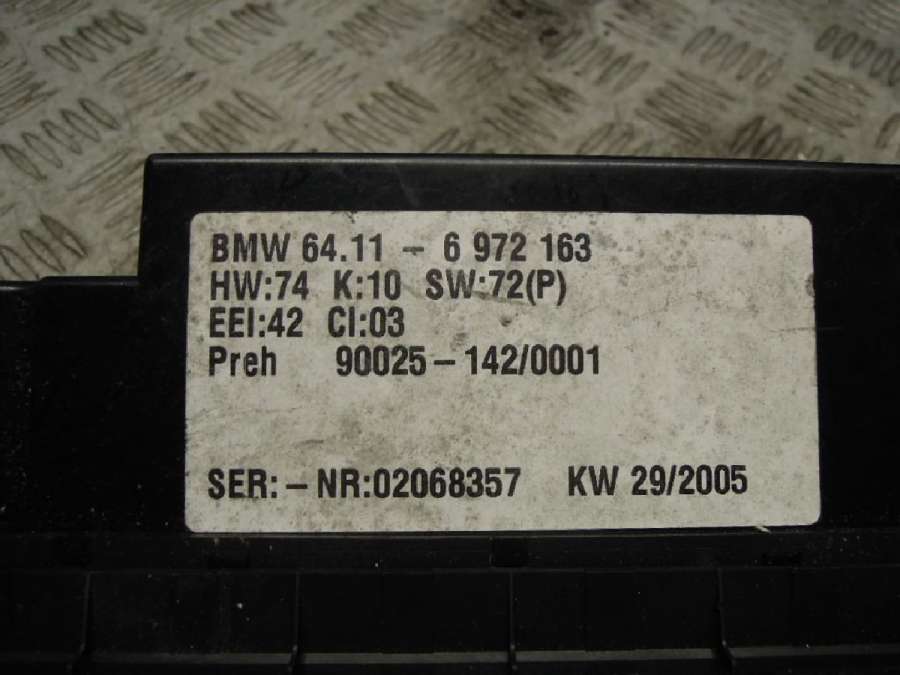 BMW 64.11 - 6 972 163
HW:74 K:10 SW:72(P)
EEI:42 CI:03
Preh 90025-142/0001
SER:-NR:02068357 KW 29/2005